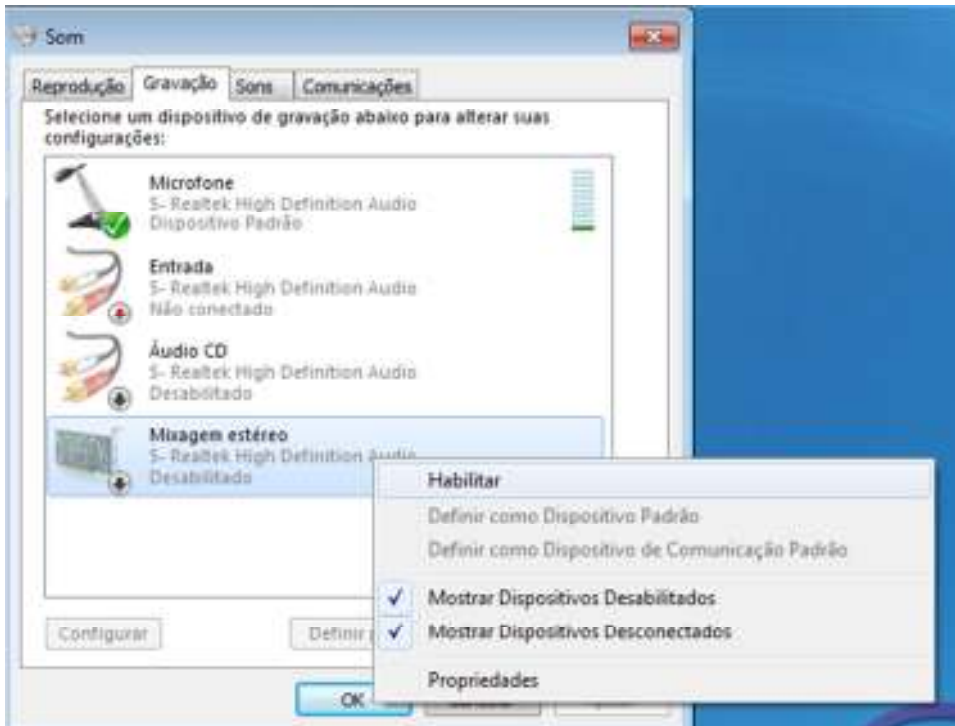 Som
Reprodução Gravação Sons Comunicações
Selecione um dispositivo de gravação abaixo para alterar suas
configurações:
Microfone
5- Realtek High Definition Audio
Dispositivo Padrão
Entrada
5- Realtek High Definition Audio
Não conectado
Áudio CD
5- Realtek High Definition Audio
Desabilitado
Mixagem estéreo
5- Realtek High Definition Audio
Desabilitado
Habilitar
Definir como Dispositivo Padrão
Definir como Dispositivo de Comunicação Padrão
Mostrar Dispositivos Desabilitados
Mostrar Dispositivos Desconectados
Propriedades
Configurar Definir
OK